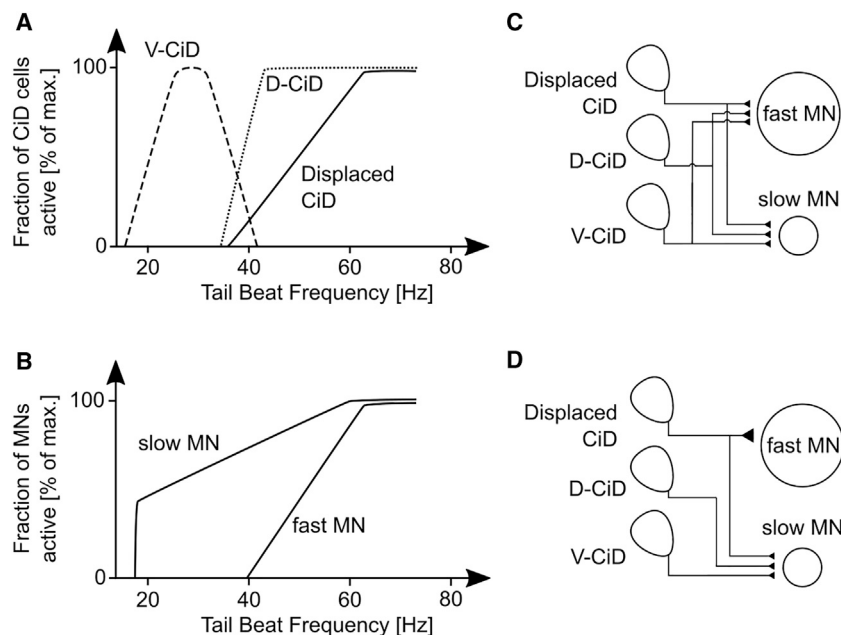 A
Fraction of CiD cells
active [% of max.]
100
0
V-CiD
D-CiD
Displaced
CiD
20
40
60
80
Tail Beat Frequency [Hz]
B
Fraction of MNs
active [% of max.]
100
0
slow MN
fast MN
20
40
60
80
Tail Beat Frequency [Hz]
C
Displaced
CiD
D-CiD
V-CiD
fast MN
slow MN
D
Displaced
CiD
D-CiD
V-CiD
fast MN
slow MN